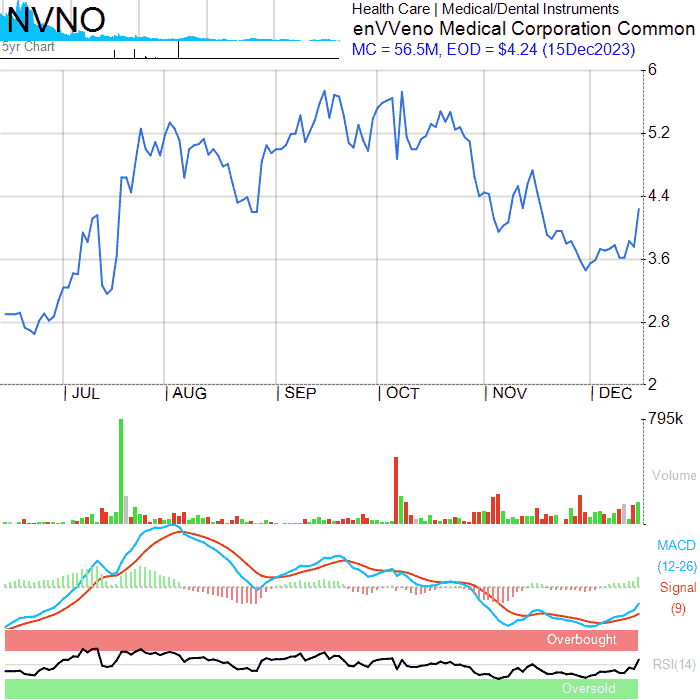 NVNO
5yr Chart
Health Care | Medical/Dental Instruments
enVVeno Medical Corporation Common
MC = 56.5M, EOD = $4.24 (15Dec2023)
6
5.2
4.4
3.6
2.8
2
JUL
AUG
SEP
OCT
NOV
DEC
795k
Volume
MACD
(12-26)
Signal
(9)
Overbought
RSI(14)
Oversold